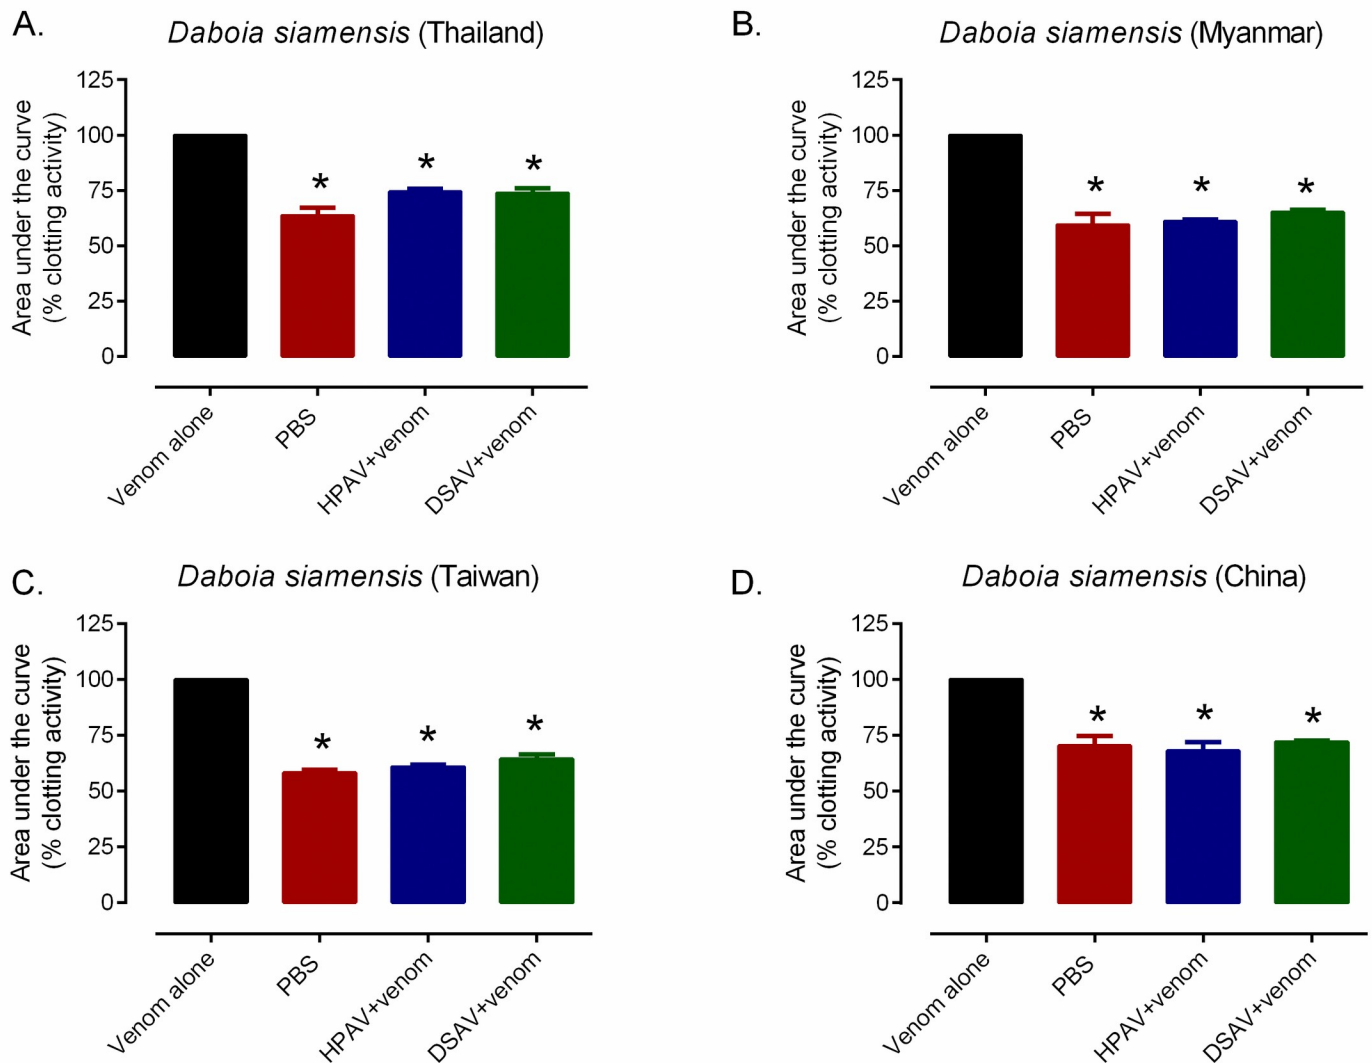 A.
Daboia siamensis (Thailand)
Area under the curve
(% clotting activity)
125
100
75
50
25
0
*
*
*
Venom alone
PBS
HPAV+venom
DSAV+venom
B.
Daboia siamensis (Myanmar)
Area under the curve
(% clotting activity)
125
100
75
50
25
0
*
*
*
Venom alone
PBS
HPAV+venom
DSAV+venom
C.
Daboia siamensis (Taiwan)
Area under the curve
(% clotting activity)
125
100
75
50
25
0
*
*
*
Venom alone
PBS
HPAV+venom
DSAV+venom
D.
Daboia siamensis (China)
Area under the curve
(% clotting activity)
125
100
75
50
25
0
*
*
*
Venom alone
PBS
HPAV+venom
DSAV+venom